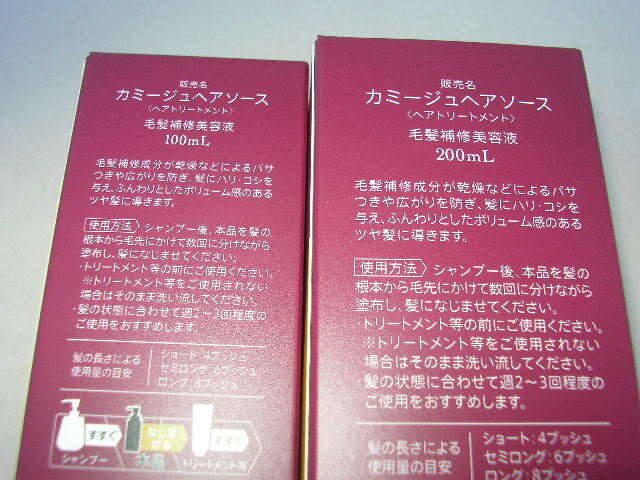 販売名
カミージュヘアソース
〈ヘアトリートメント〉
毛髪補修美容液
100mL
毛髪補修成分が乾燥などによるパサ
つきや広がりを防ぎ、髪にハリ・コシを
与え、ふんわりとしたボリューム感のある
ツヤ髪に導きます。
使用方法 シャンプー後、本品を髪の
根本から毛先にかけて数回に分けながら
塗布し、髪になじませてください。
・トリートメント等の前にご使用ください。
※トリートメント等をご使用されない
場合はそのまま洗い流してください。
・髪の状態に合わせて週2~3回程度の
ご使用をおすすめします。
髪の長さによる
使用量の目安
ショート:4プッシュ
セミロング:6プッシュ
ロング:8プッシュ
すすぐ
なじませる
すすぐ
シャンプー
本品
トリートメント等
販売名
カミージュヘアソース
〈ヘアトリートメント〉
毛髪補修美容液
200mL
毛髪補修成分が乾燥などによるパサ
つきや広がりを防ぎ、髪にハリ・コシを
与え、ふんわりとしたボリューム感のある
ツヤ髪に導きます。
使用方法 シャンプー後、本品を髪の
根本から毛先にかけて数回に分けながら
塗布し、髪になじませてください。
・トリートメント等の前にご使用ください。
※トリートメント等をご使用されない
場合はそのまま洗い流してください。
髪の状態に合わせて週2~3回程度の
ご使用をおすすめします。
髪の長さによる
使用量の目安
ショート:4プッシュ
セミロング:6プッシュ
ロング:8プッシュ